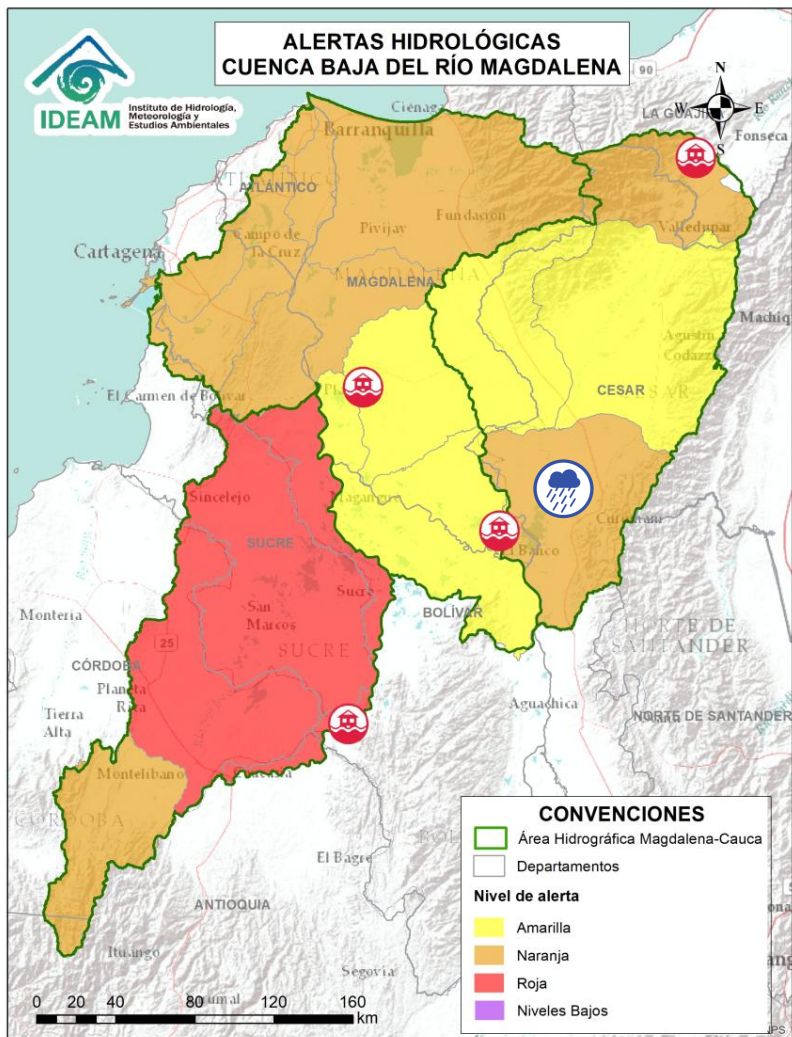 ALERTAS HIDROLÓGICAS
CUENCA BAJA DEL RÍO MAGDALENA
IDEAM
Instituto de Hidrología,
Meteorología y
Estudios Ambientales
N
W
E
S
90
Ciénaga
LA GUAJIRA
Barranquilla
Fonseca
ATLÁNTICO
Fundación
Pivijay
Campo de
la Cruz
Valledupar
Cartagena
MAGDALENA
MAGDALENA
Agustín
Codazzi
El Carmen de Bolívar
CESAR
Sincelejo
Magangué
SUCRE
El Banco
Sucre
San
Marcos
BOLÍVAR
Montería
SUCRE
NORTE DE
SANTANDER
25
CÓRDOBA
Planeta
Rica
Aguachica
Tierra
Alta
NORTE DE SANTANDER
Montelíbano
CÓRDOBA
El Bagre
ANTIOQUIA
Ituango
Segovia
CONVENCIONES
Área Hidrográfica Magdalena-Cauca
Departamentos
Nivel de alerta
Amarilla
Naranja
Roja
Niveles Bajos
0 20 40 80 120 160
km